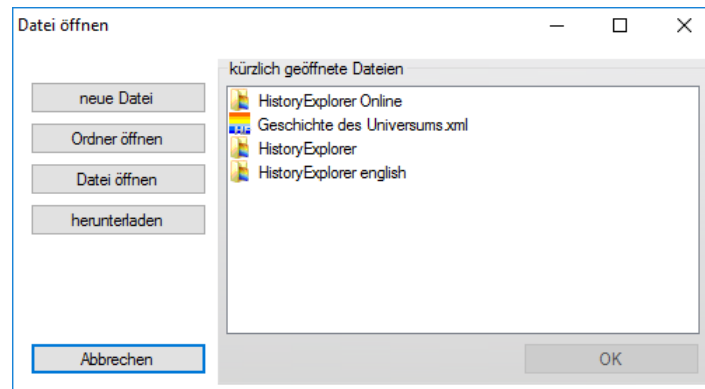 Datei öffnen
kürzlich geöffnete Dateien
neue Datei
Ordner öffnen
Datei öffnen
herunterladen
HistoryExplorer Online
Geschichte des Universums.xml
HistoryExplorer
HistoryExplorer english
Abbrechen
OK